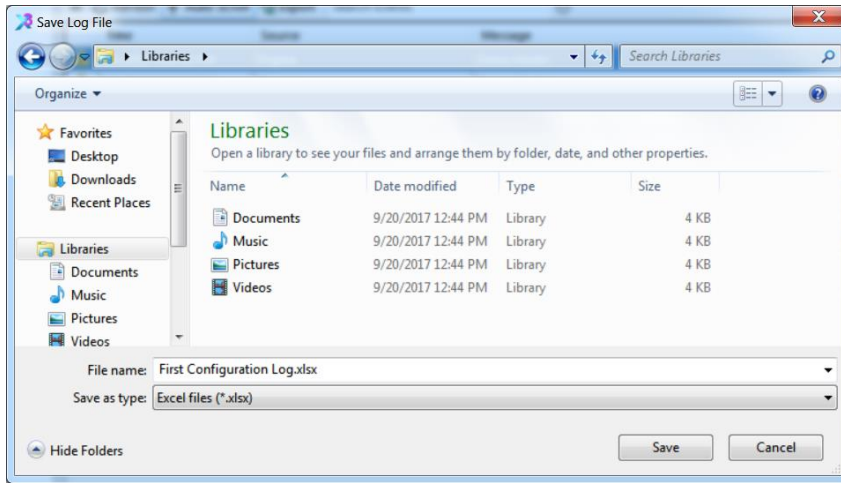 Save Log File
Libraries
Search Libraries
Organize
Favorites
Desktop
Downloads
Recent Places
Libraries
Documents
Music
Pictures
Videos
Libraries
Open a library to see your files and arrange them by folder, date, and other properties.
Name Date modified Type Size
Documents 9/20/2017 12:44 PM Library 4 KB
Music 9/20/2017 12:44 PM Library 4 KB
Pictures 9/20/2017 12:44 PM Library 4 KB
Videos 9/20/2017 12:44 PM Library 4 KB
File name: First Configuration Log.xlsx
Save as type: Excel files (*.xlsx)
Hide Folders
Save Cancel